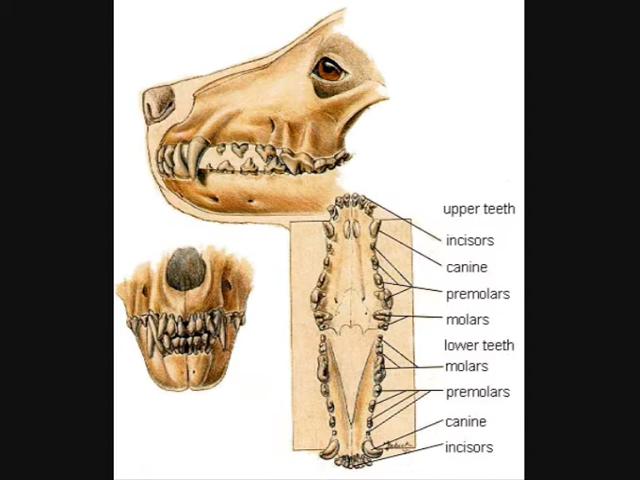 upper teeth
incisors
canine
premolars
molars
lower teeth
molars
premolars
canine
incisors